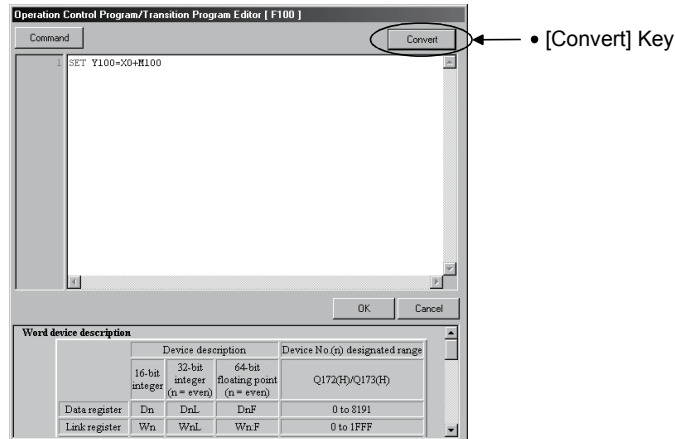 Operation Control Program/Transition Program Editor [ F100 ]
Command
Convert
• [Convert] Key
1 SET Y100=X0+M100
OK
Cancel
Word device description
Device description
Device No.(n) designated range
16-bit integer
32-bit integer (n = even)
64-bit floating point (n = even)
Q172(H)/Q173(H)
Data register Dn DnL DnF 0 to 8191
Link register Wn WnL Wn:F 0 to 1FFF